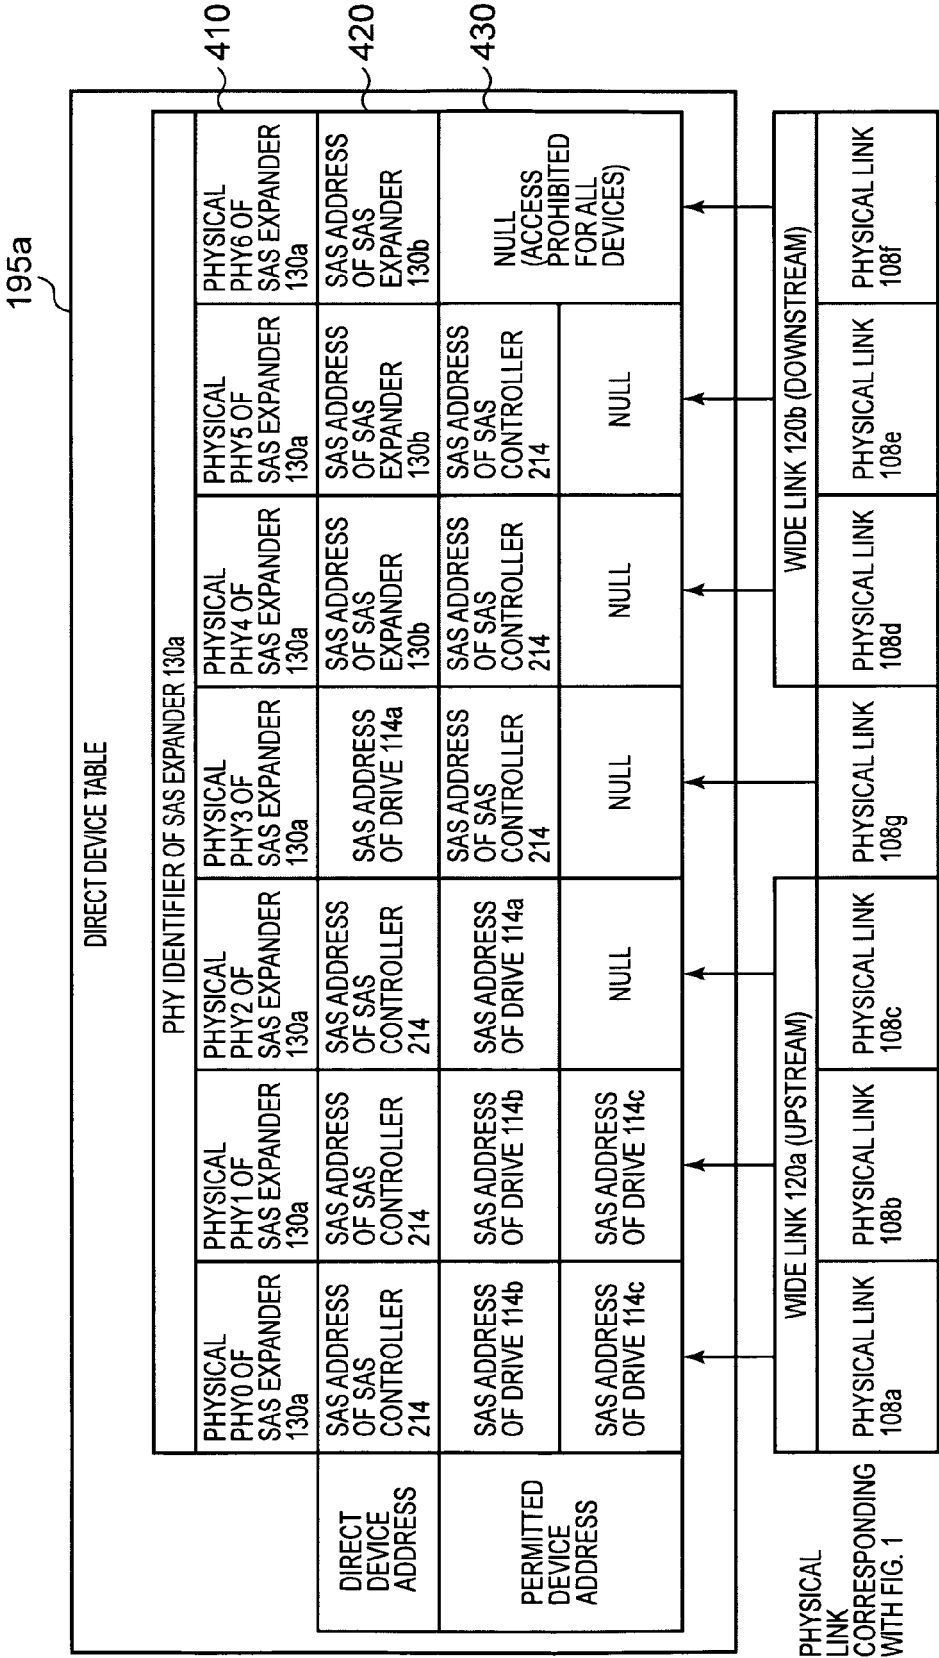 195a
DIRECT DEVICE TABLE
PHY IDENTIFIER OF SAS EXPANDER 130a
410
PHYSICAL
PHY0 OF
SAS EXPANDER
130a
PHYSICAL
PHY1 OF
SAS EXPANDER
130a
PHYSICAL
PHY2 OF
SAS EXPANDER
130a
PHYSICAL
PHY3 OF
SAS EXPANDER
130a
PHYSICAL
PHY4 OF
SAS EXPANDER
130a
PHYSICAL
PHY5 OF
SAS EXPANDER
130a
PHYSICAL
PHY6 OF
SAS EXPANDER
130a
420
DIRECT
DEVICE
ADDRESS
SAS ADDRESS
OF SAS
CONTROLLER
214
SAS ADDRESS
OF SAS
CONTROLLER
214
SAS ADDRESS
OF SAS
CONTROLLER
214
SAS ADDRESS
OF DRIVE 114a
SAS ADDRESS
OF SAS
EXPANDER
130b
SAS ADDRESS
OF SAS
EXPANDER
130b
SAS ADDRESS
OF SAS
EXPANDER
130b
430
PERMITTED
DEVICE
ADDRESS
SAS ADDRESS
OF DRIVE 114b
SAS ADDRESS
OF DRIVE 114b
SAS ADDRESS
OF DRIVE 114a
SAS ADDRESS
OF SAS
CONTROLLER
214
SAS ADDRESS
OF SAS
CONTROLLER
214
SAS ADDRESS
OF SAS
CONTROLLER
214
NULL
(ACCESS
PROHIBITED
FOR ALL
DEVICES)
SAS ADDRESS
OF DRIVE 114c
SAS ADDRESS
OF DRIVE 114c
NULL
NULL
NULL
NULL
WIDE LINK 120a (UPSTREAM)
WIDE LINK 120b (DOWNSTREAM)
PHYSICAL
LINK
CORRESPONDING
WITH FIG. 1
PHYSICAL LINK
108a
PHYSICAL LINK
108b
PHYSICAL LINK
108c
PHYSICAL LINK
108g
PHYSICAL LINK
108d
PHYSICAL LINK
108e
PHYSICAL LINK
108f